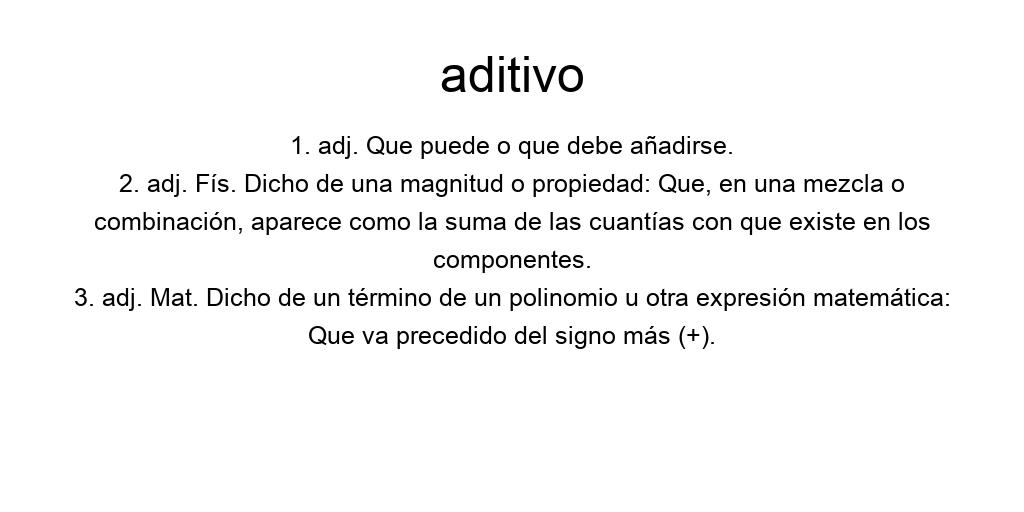 aditivo
1. adj. Que puede o que debe añadirse.
2. adj. Fís. Dicho de una magnitud o propiedad: Que, en una mezcla o
combinación, aparece como la suma de las cuantías con que existe en los
componentes.
3. adj. Mat. Dicho de un término de un polinomio u otra expresión matemática:
Que va precedido del signo más (+).